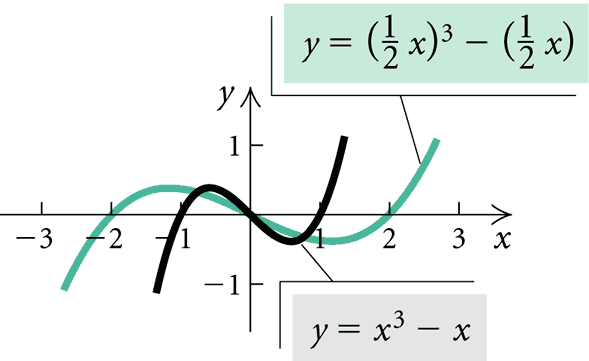 y = (1/2 x)³ − (1/2 x)
y
1
−3 −2 −1 1 2 3 x
−1
y = x³ − x